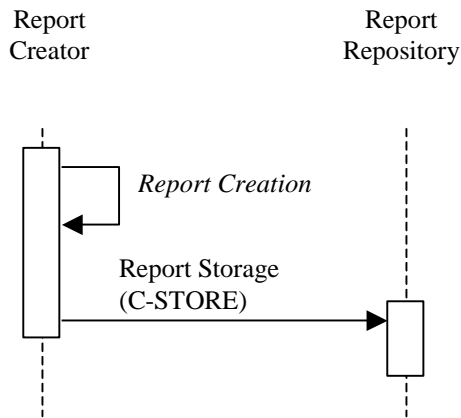 Report
Creator
Report
Repository
Report Creation
Report Storage
(C-STORE)